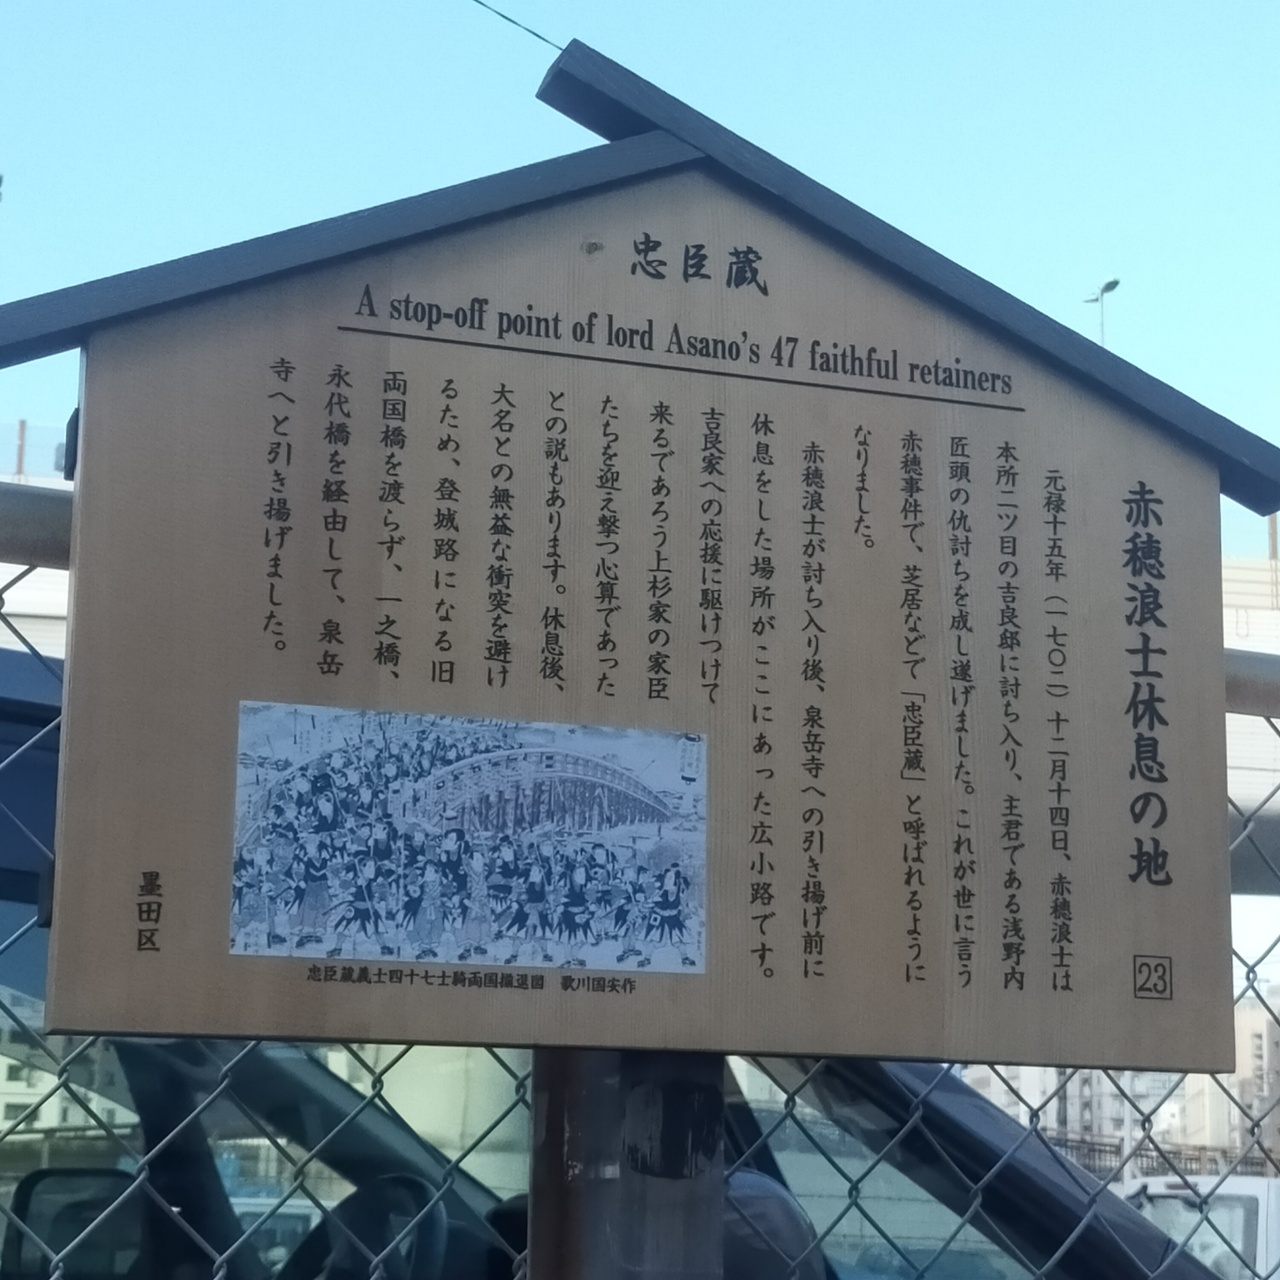 忠臣蔵
A stop-off point of lord Asano's 47 faithful retainers
赤穂浪士休息の地 23
元禄十五年（一七〇二）十二月十四日、赤穂浪士は
本所二ツ目の吉良邸に討ち入り、主君である浅野内
匠頭の仇討ちを成し遂げました。これが世に言う
赤穂事件で、芝居などで「忠臣蔵」と呼ばれるように
なりました。
赤穂浪士が討ち入り後、泉岳寺への引き揚げ前に
休息をした場所がここにあった広小路です。
吉良家への応援に駆けつけて
来るであろう上杉家の家臣
たちを迎え撃つ心算であった
との説もあります。休息後、
大名との無益な衝突を避け
るため、登城路になる旧
両国橋を渡らず、一之橋、
永代橋を経由して、泉岳
寺へと引き揚げました。
忠臣蔵義士四十七士騎両国揚退図 歌川国安作
墨田区